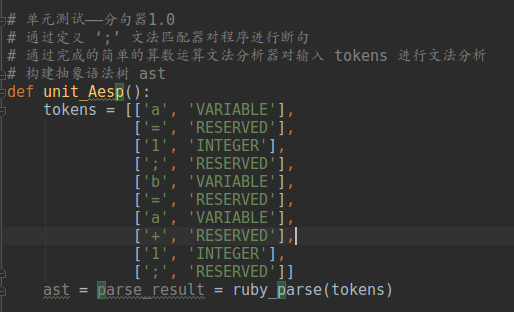 # 单元测试——分句器1.0
# 通过定义 ‘;’ 文法匹配器对程序进行断句
# 通过完成的简单的算数运算文法分析器对输入 tokens 进行文法分析
# 构建抽象语法树 ast
def unit_Aesp():
    tokens = [['a', 'VARIABLE'],
              ['=', 'RESERVED'],
              ['1', 'INTEGER'],
              [';', 'RESERVED'],
              ['b', 'VARIABLE'],
              ['=', 'RESERVED'],
              ['a', 'VARIABLE'],
              ['+', 'RESERVED'],
              ['1', 'INTEGER'],
              [';', 'RESERVED']]
    ast = parse_result = ruby_parse(tokens)